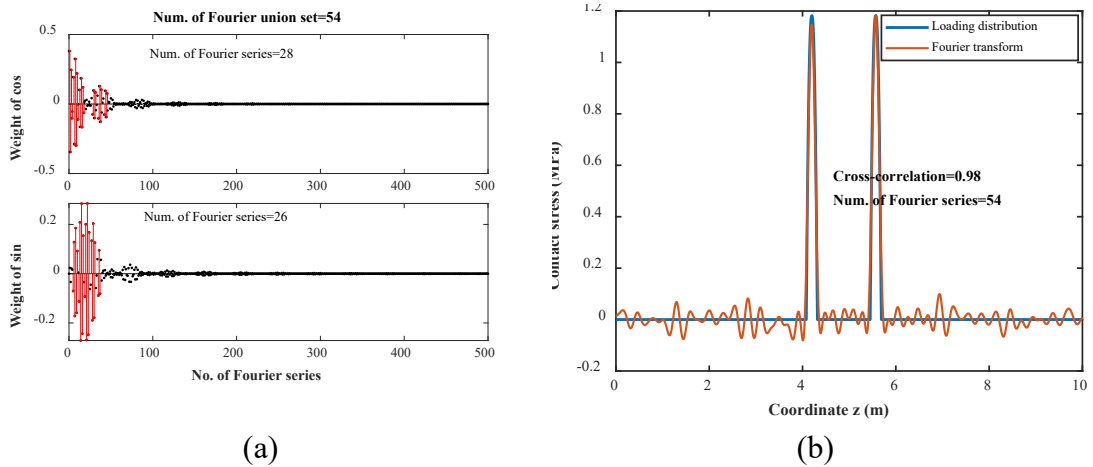 Num. of Fourier union set=54
0.5
Num. of Fourier series=28
0
-0.5
Weight of cos
0 100 200 300 400 500
0.2
Num. of Fourier series=26
0
-0.2
Weight of sin
0 100 200 300 400 500
No. of Fourier series
(a)
1.2
Loading distribution
Fourier transform
1
0.8
0.6
Cross-correlation=0.98
Num. of Fourier series=54
0.4
0.2
0
-0.2
Contact stress (MPa)
0 2 4 6 8 10
Coordinate z (m)
(b)